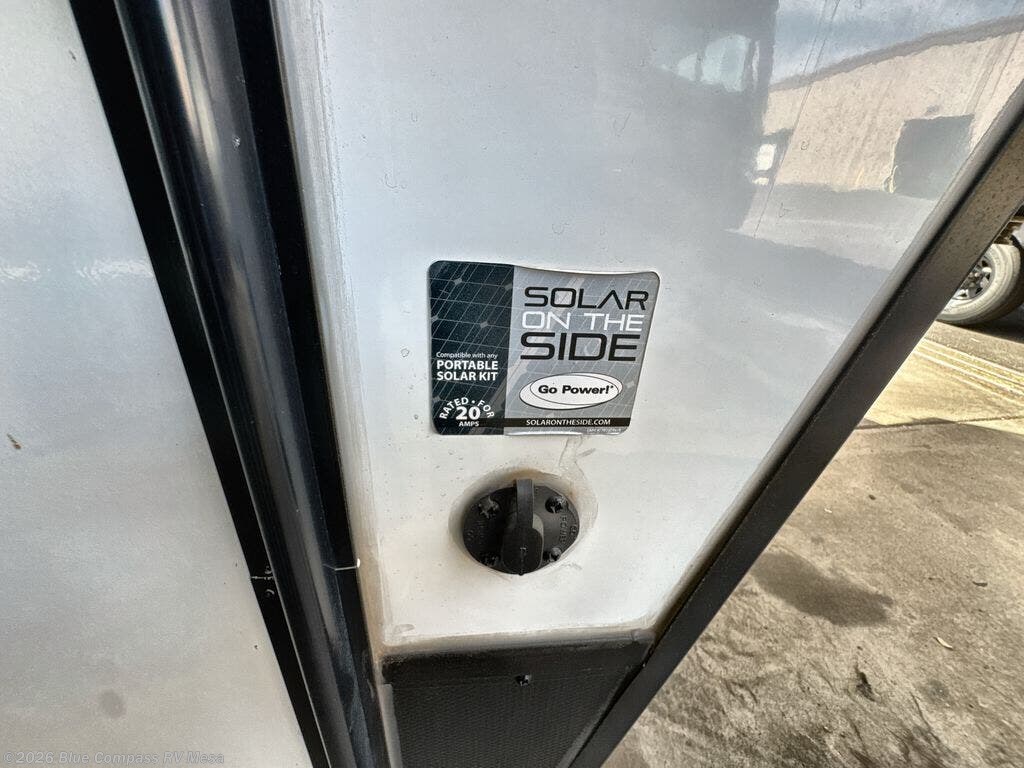 SOLAR
ON THE
SIDE
Compatible with any
PORTABLE
SOLAR KIT
Go Power!
RATED · FOR
20
AMPS
SOLARONTHESIDE.COM
©2026 Blue Compass RV Mesa